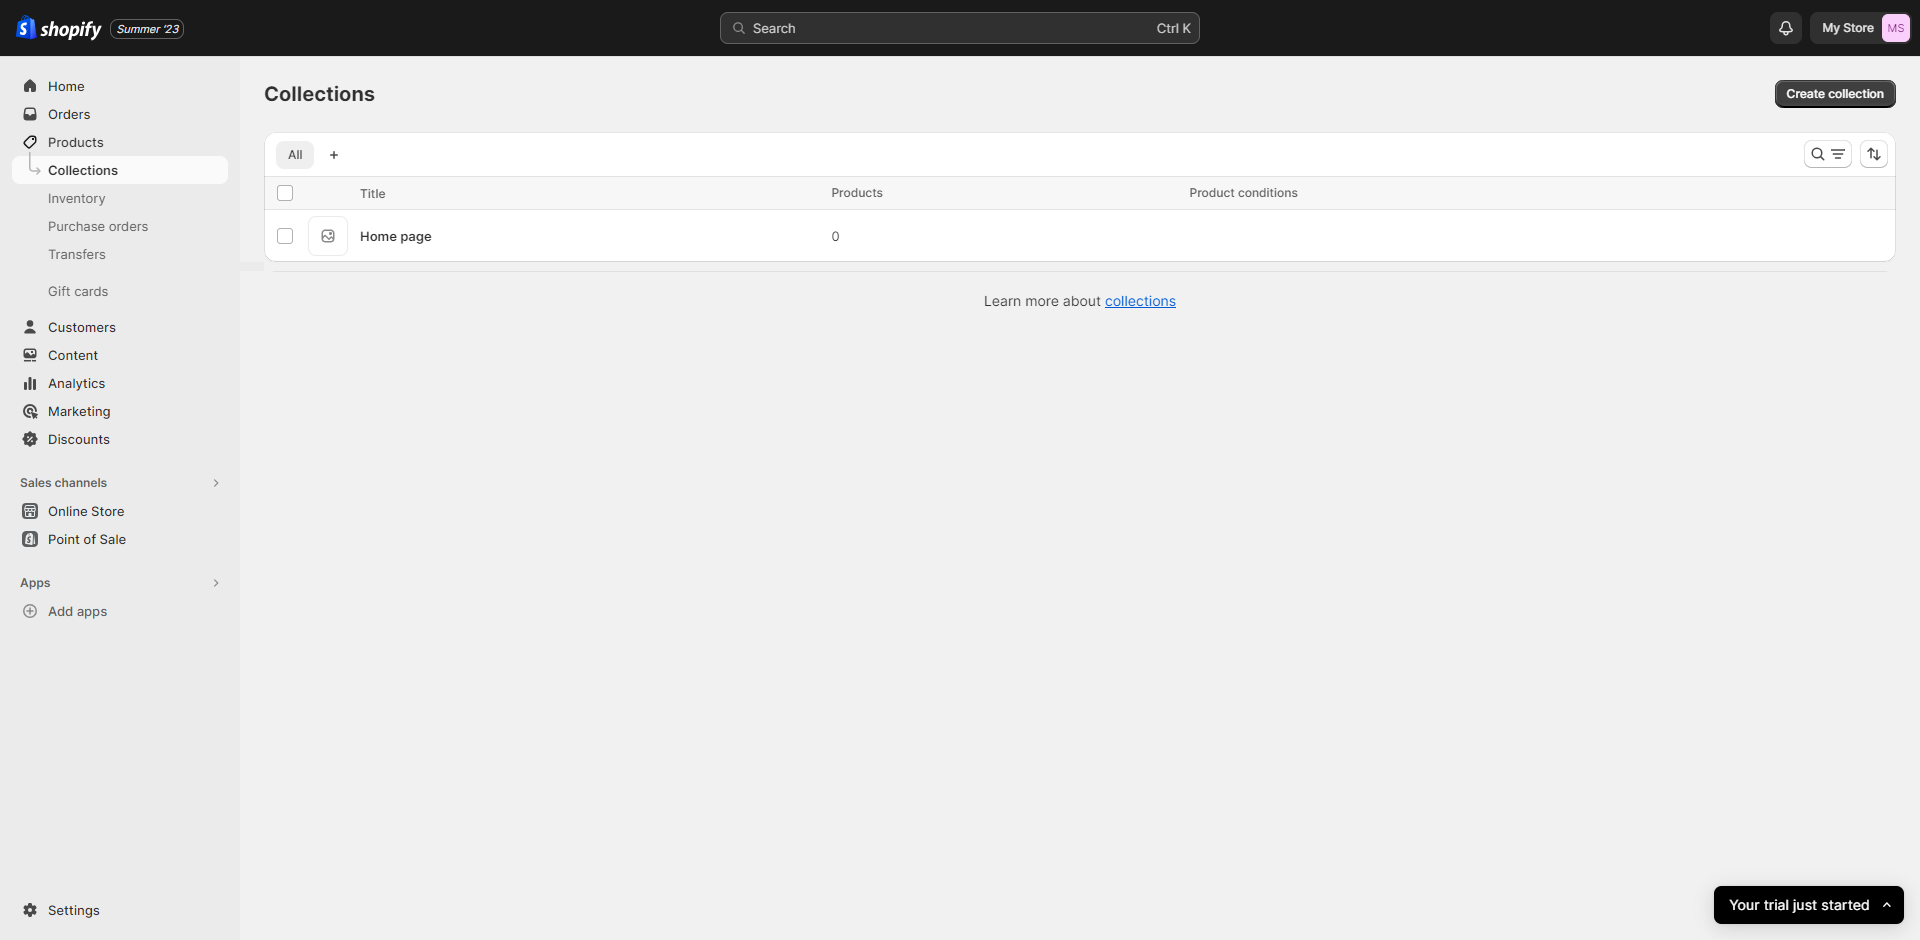 shopify Summer '23
Search Ctrl K
My Store MS
Home
Orders
Products
Collections
Inventory
Purchase orders
Transfers
Gift cards
Customers
Content
Analytics
Marketing
Discounts
Sales channels
Online Store
Point of Sale
Apps
Add apps
Settings
Collections
Create collection
All +
Title Products Product conditions
Home page 0
Learn more about collections
Your trial just started